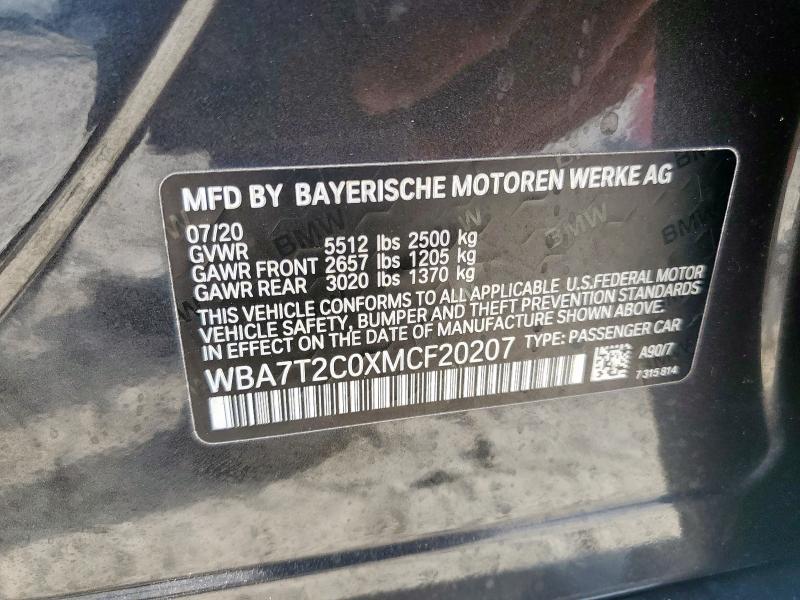 MFD BY BAYERISCHE MOTOREN WERKE AG
07/20
GVWR 5512 lbs 2500 kg
GAWR FRONT 2657 lbs 1205 kg
GAWR REAR 3020 lbs 1370 kg
THIS VEHICLE CONFORMS TO ALL APPLICABLE U.S.FEDERAL MOTOR
VEHICLE SAFETY, BUMPER AND THEFT PREVENTION STANDARDS
IN EFFECT ON THE DATE OF MANUFACTURE SHOWN ABOVE.
WBA7T2C0XMCF20207 TYPE: PASSENGER CAR
A90/7
7 315 814